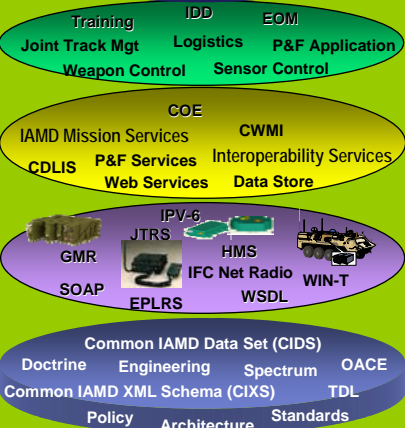 IDD
Training EOM
Joint Track Mgt Logistics P&F Application
Weapon Control Sensor Control
COE
IAMD Mission Services CWMI
CDLIS P&F Services Interoperability Services
Web Services Data Store
IPV-6
JTRS
GMR HMS
IFC Net Radio WIN-T
SOAP EPLRS WSDL
Common IAMD Data Set (CIDS)
Doctrine Engineering Spectrum OACE
Common IAMD XML Schema (CIXS) TDL
Policy Architecture Standards